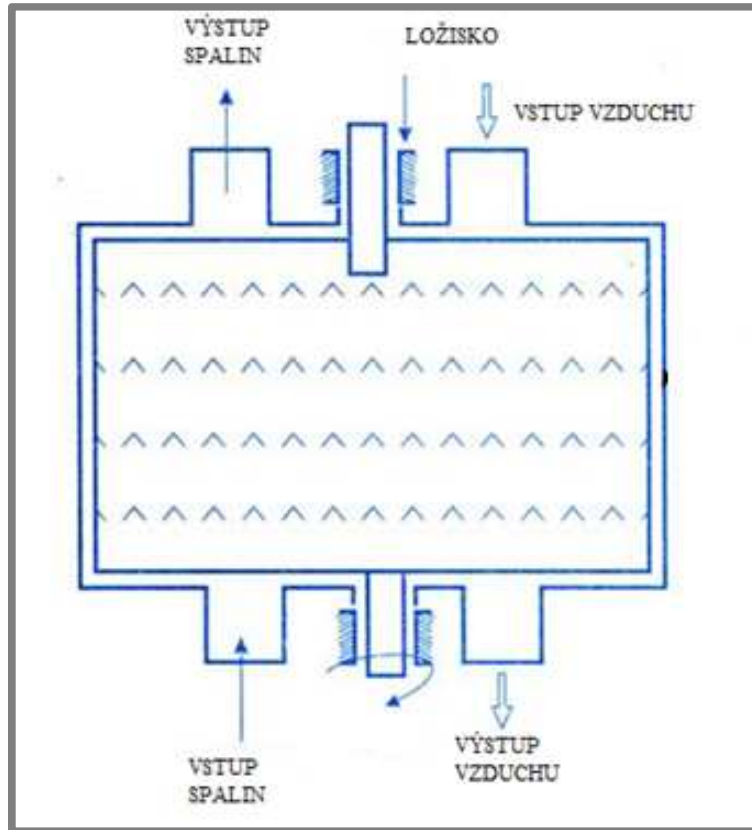 VÝSTUP
SPALIN
LOŽISKO
VSTUP VZDUCHU
VSTUP
SPALIN
VÝSTUP
VZDUCHU